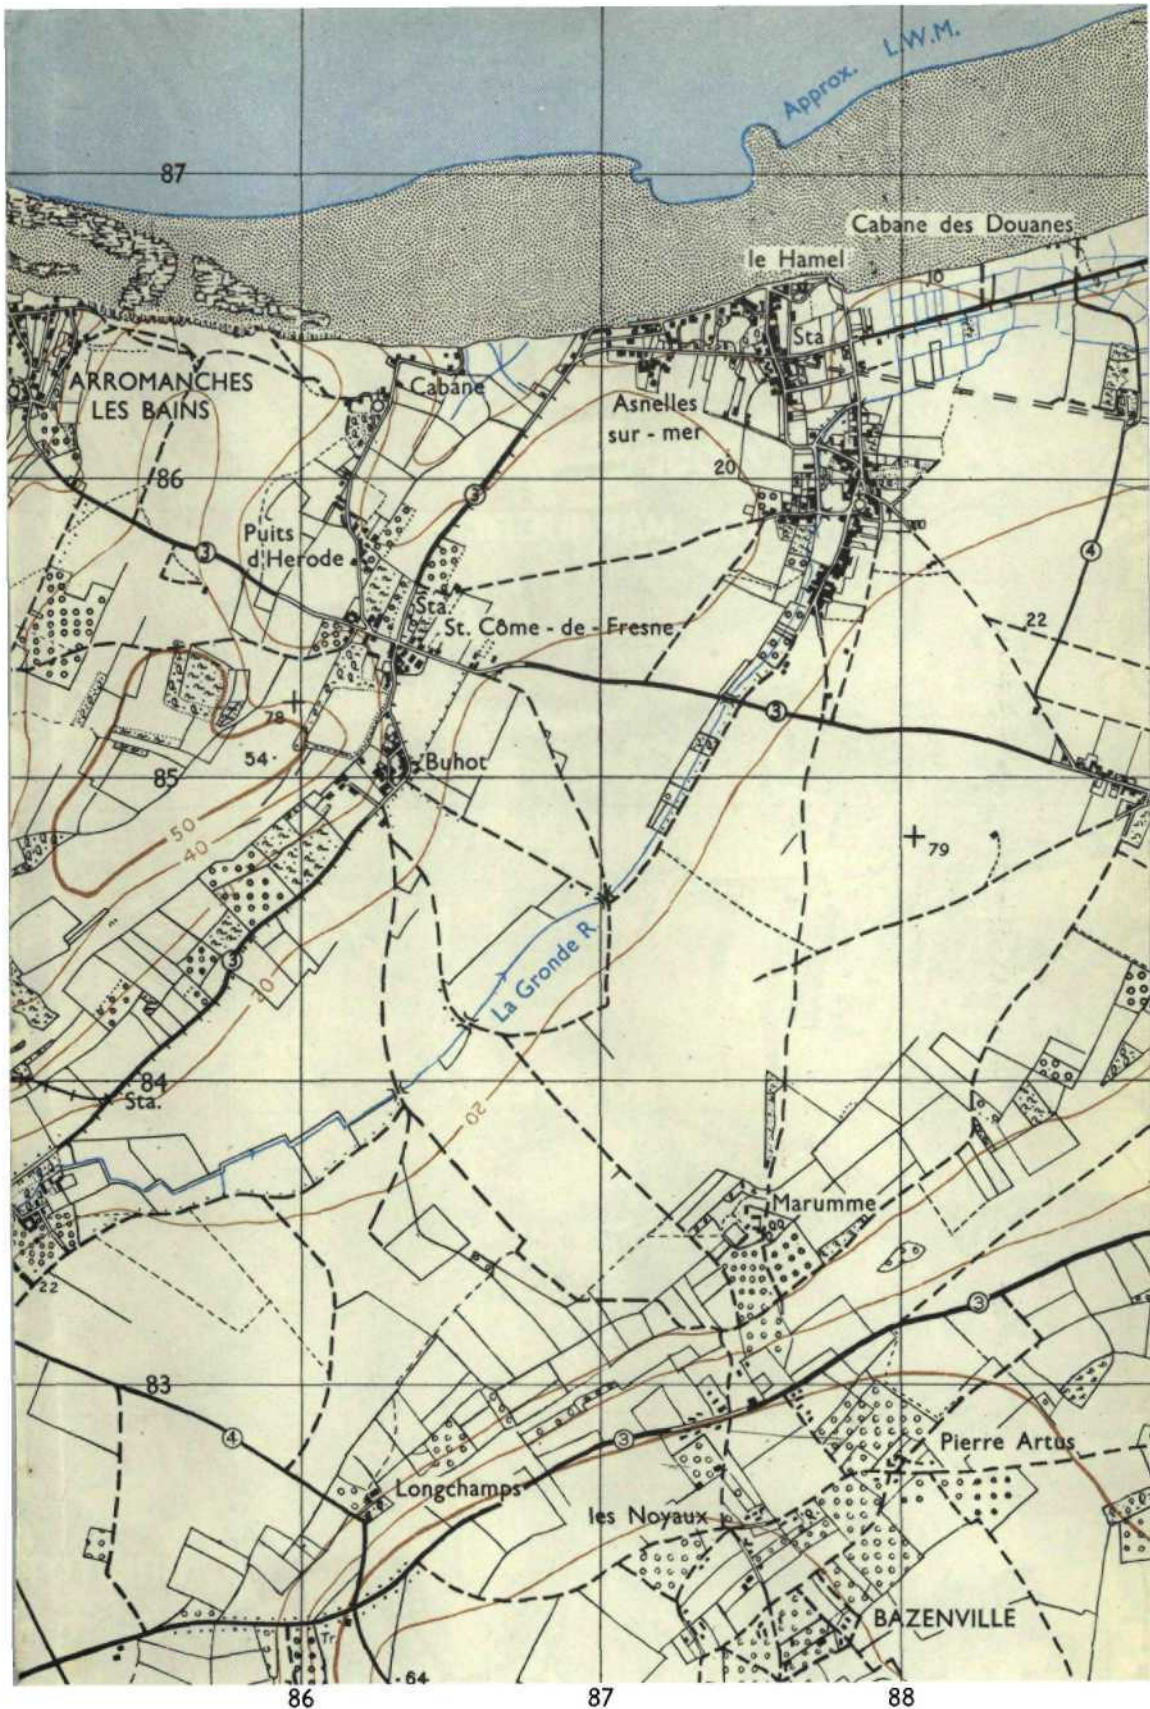 Approx. L.W.M.
87
Cabane des Douanes
le Hamel
10
Sta
ARROMANCHES
LES BAINS
Cabane
Asnelles
sur - mer
20
86
3
Puits
d'Herode
3
4
Sta.
St. Côme - de - Fresne
22
78
3
54
Buhot
85
50
40
79
3
30
La Gronde R.
84
Sta.
20
Marumme
22
3
83
4
3
Pierre Artus
Longchamps
les Noyaux
BAZENVILLE
Tr
64
86
87
88